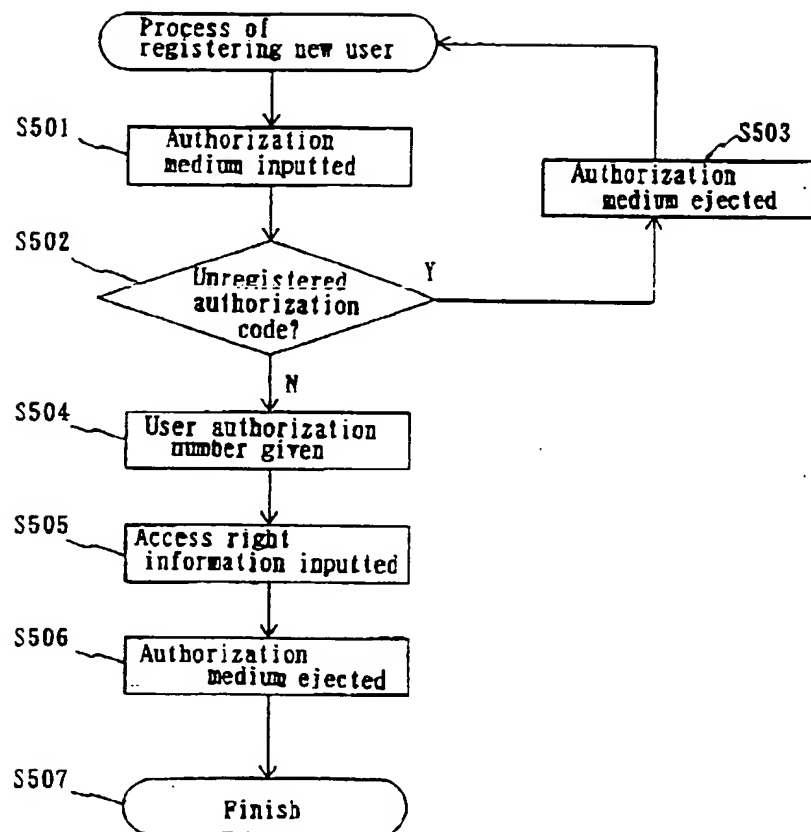 Process of
registering new user
S501
Authorization
medium inputted
S503
Authorization
medium ejected
S502
Unregistered
authorization
code?
Y
N
S504
User authorization
number given
S505
Access right
information inputted
S506
Authorization
medium ejected
S507
Finish